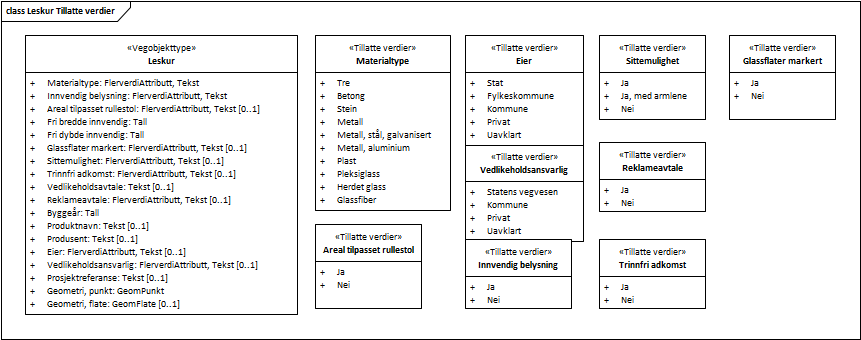 class Leskur Tillatte verdier
«Vegobjekttype»
Leskur
+ Materialtype: FlerverdiAttributt, Tekst
+ Innvendig belysning: FlerverdiAttributt, Tekst
+ Areal tilpasset rullestol: FlerverdiAttributt, Tekst [0..1]
+ Fri bredde innvendig: Tall
+ Fri dybde innvendig: Tall
+ Glassflater markert: FlerverdiAttributt, Tekst [0..1]
+ Sittemulighet: FlerverdiAttributt, Tekst [0..1]
+ Trinnfri adkomst: FlerverdiAttributt, Tekst [0..1]
+ Vedlikeholdsavtale: Tekst [0..1]
+ Reklameavtale: FlerverdiAttributt, Tekst [0..1]
+ Byggeår: Tall
+ Produktnavn: Tekst [0..1]
+ Produsent: Tekst [0..1]
+ Eier: FlerverdiAttributt, Tekst [0..1]
+ Vedlikeholdsansvarlig: FlerverdiAttributt, Tekst [0..1]
+ Prosjektreferanse: Tekst [0..1]
+ Geometri, punkt: GeomPunkt
+ Geometri, flate: GeomFlate [0..1]
«Tillatte verdier»
Materialtype
+ Tre
+ Betong
+ Stein
+ Metall
+ Metall, stål, galvanisert
+ Metall, aluminium
+ Plast
+ Pleksiglass
+ Herdet glass
+ Glassfiber
«Tillatte verdier»
Areal tilpasset rullestol
+ Ja
+ Nei
«Tillatte verdier»
Eier
+ Stat
+ Fylkeskommune
+ Kommune
+ Privat
+ Uavklart
«Tillatte verdier»
Vedlikeholdsansvarlig
+ Statens vegvesen
+ Kommune
+ Privat
+ Uavklart
«Tillatte verdier»
Innvendig belysning
+ Ja
+ Nei
«Tillatte verdier»
Sittemulighet
+ Ja
+ Ja, med armlene
+ Nei
«Tillatte verdier»
Reklameavtale
+ Ja
+ Nei
«Tillatte verdier»
Trinnfri adkomst
+ Ja
+ Nei
«Tillatte verdier»
Glassflater markert
+ Ja
+ Nei